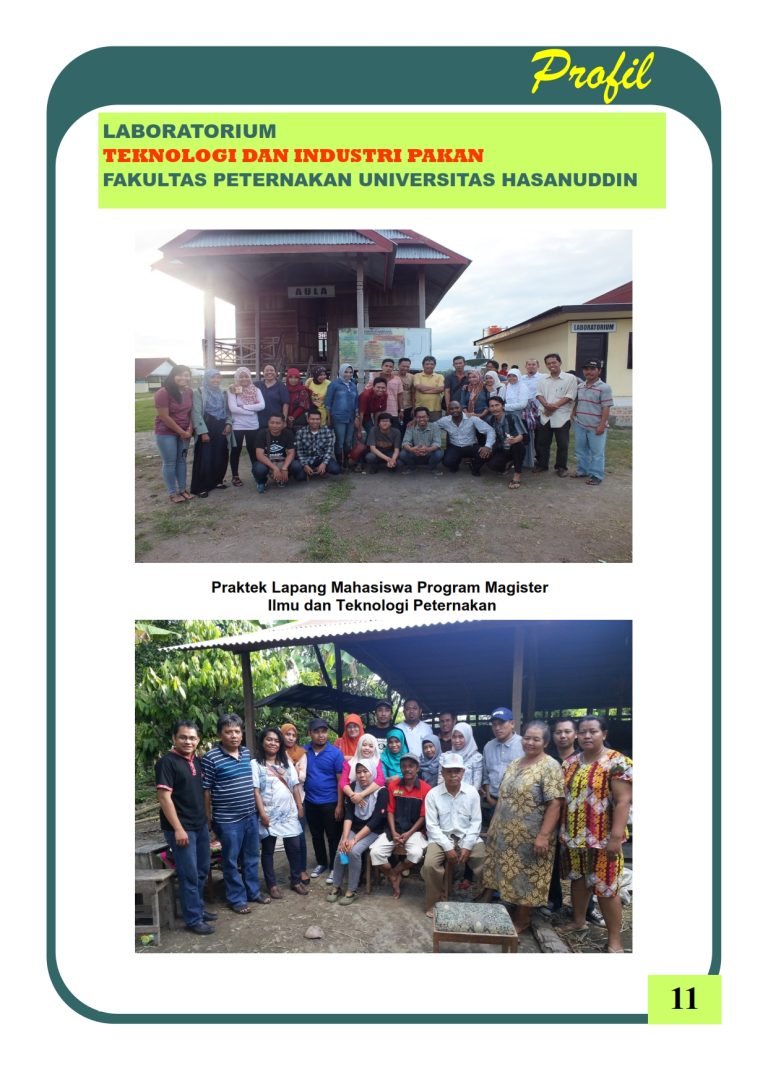 Profil
LABORATORIUM
TEKNOLOGI DAN INDUSTRI PAKAN
FAKULTAS PETERNAKAN UNIVERSITAS HASANUDDIN
AULA
LABORATORIUM
Praktek Lapang Mahasiswa Program Magister
Ilmu dan Teknologi Peternakan
11